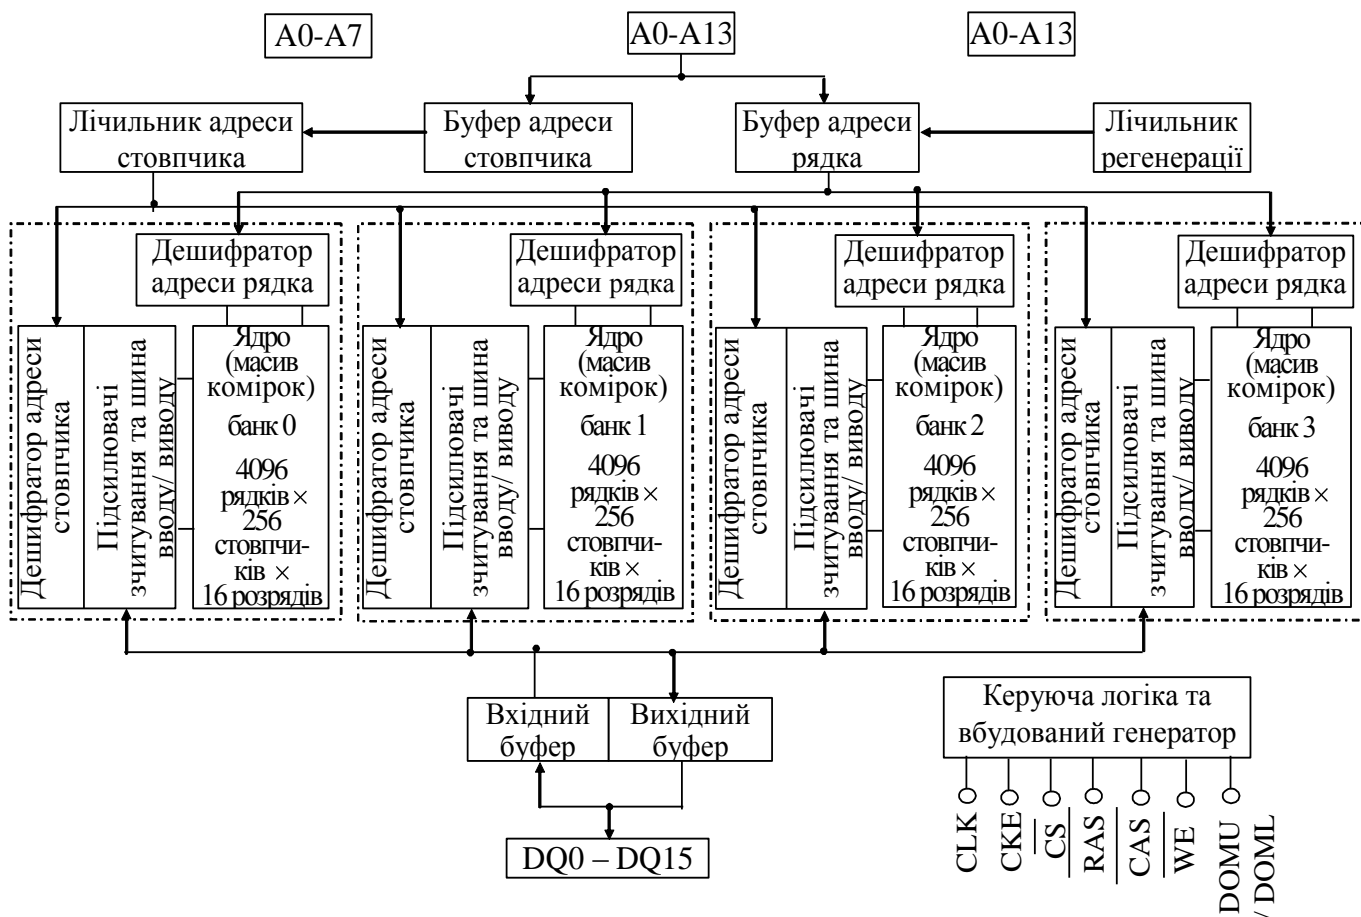 A0-A7
A0-A13
A0-A13
Лічильник адреси
стовпчика
Буфер адреси
стовпчика
Буфер адреси
рядка
Лічильник
регенерації
Дешифратор
адреси рядка
Дешифратор
адреси рядка
Дешифратор
адреси рядка
Дешифратор
адреси рядка
Дешифратор адреси
стовпчика
Підсилювачі
зчитування та шина
вводу/ виводу
Ядро
(масив
комірок)
банк 0
4096
рядків ×
256
стовпчи-
ків ×
16 розрядів
Дешифратор адреси
стовпчика
Підсилювачі
зчитування та шина
вводу/ виводу
Ядро
(масив
комірок)
банк 1
4096
рядків ×
256
стовпчи-
ків ×
16 розрядів
Дешифратор адреси
стовпчика
Підсилювачі
зчитування та шина
вводу/ виводу
Ядро
(масив
комірок)
банк 2
4096
рядків ×
256
стовпчи-
ків ×
16 розрядів
Дешифратор адреси
стовпчика
Підсилювачі
зчитування та шина
вводу/ виводу
Ядро
(масив
комірок)
банк 3
4096
рядків ×
256
стовпчи-
ків ×
16 розрядів
Вхідний
буфер
Вихідний
буфер
DQ0 – DQ15
Керуюча логіка та
вбудований генератор
CLK
CKE
CS
RAS
CAS
WE
DOMU
/ DOML